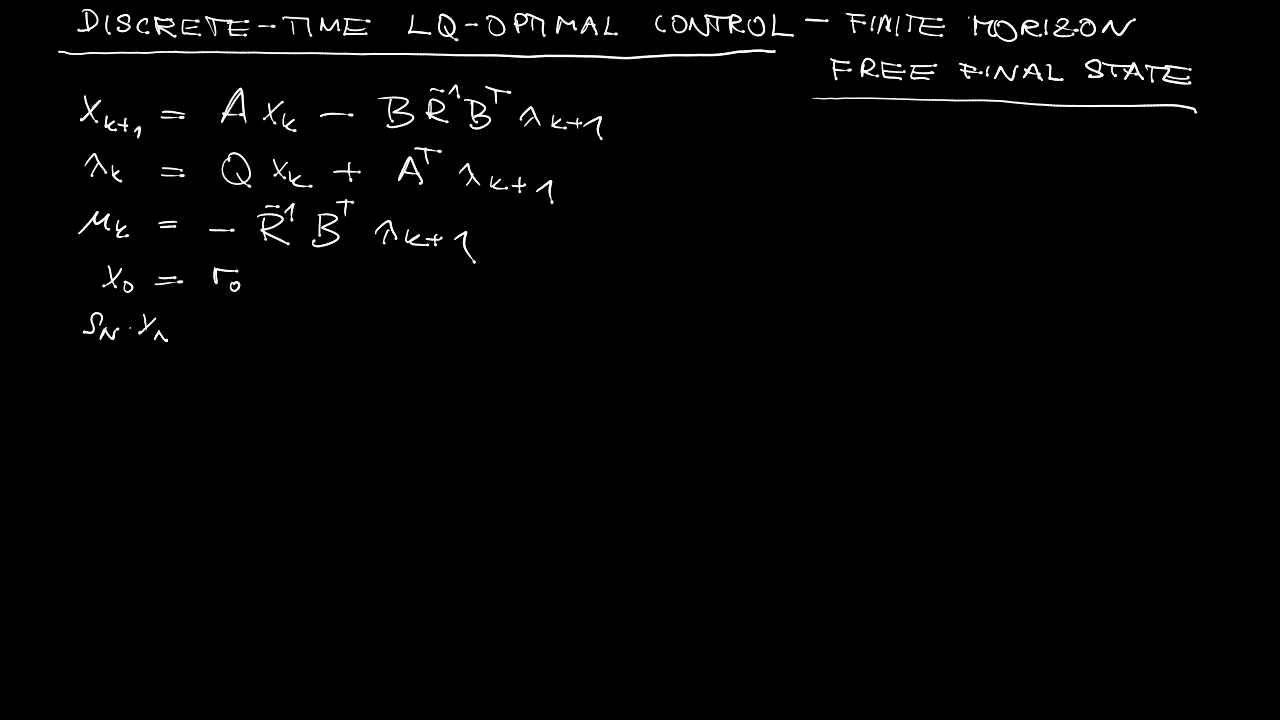 DISCRETE-TIME LQ-OPTIMAL CONTROL - FINITE HORIZON
FREE FINAL STATE
x_{k+1} = A x_k - B R^{-1} B^T λ_{k+1}
λ_k = Q x_k + A^T λ_{k+1}
u_k = - R^{-1} B^T λ_{k+1}
x_0 = r_0
S_N · x